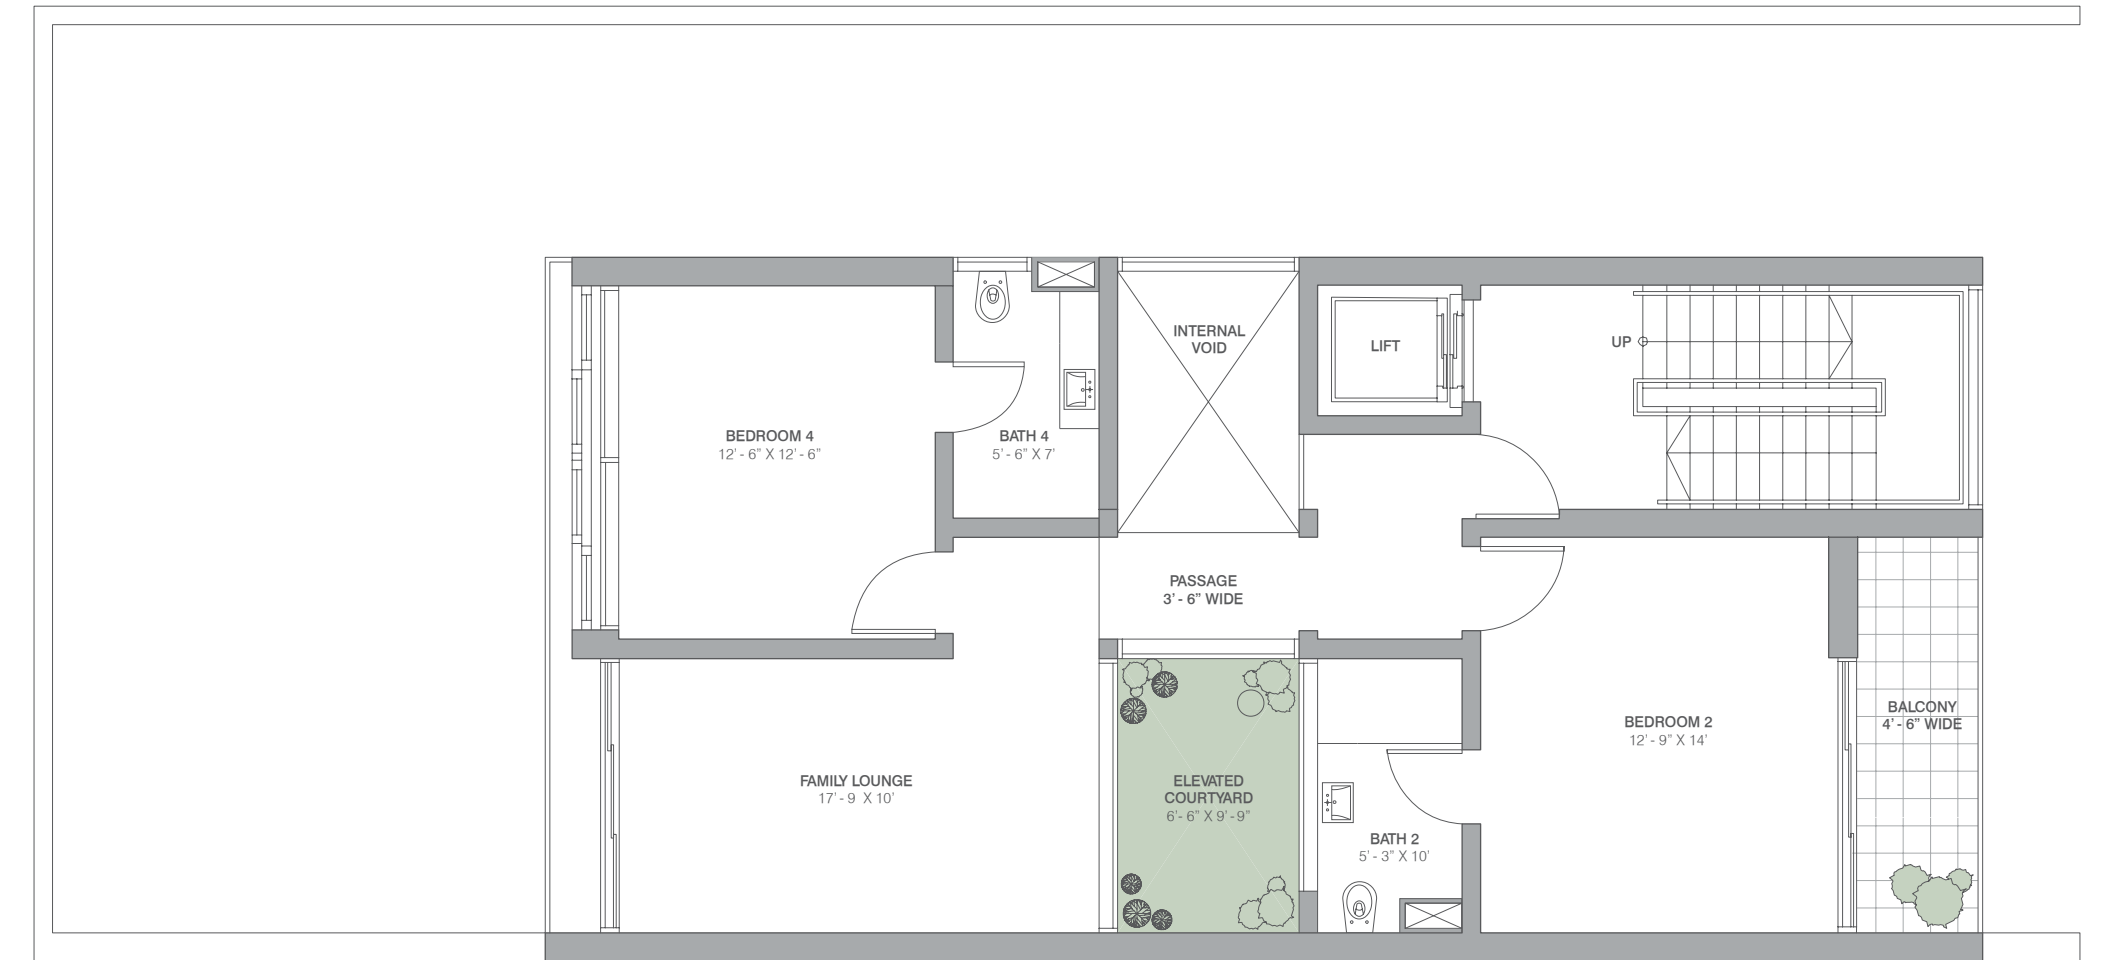 INTERNAL
VOID
LIFT
UP
BEDROOM 4
12' - 6” X 12' - 6”
BATH 4
5' - 6” X 7'
PASSAGE
3’ - 6” WIDE
BEDROOM 2
12' - 9” X 14'
BALCONY
4’ - 6” WIDE
FAMILY LOUNGE
17' - 9 X 10'
ELEVATED
COURTYARD
6'- 6” X 9' - 9”
BATH 2
5' - 3” X 10'